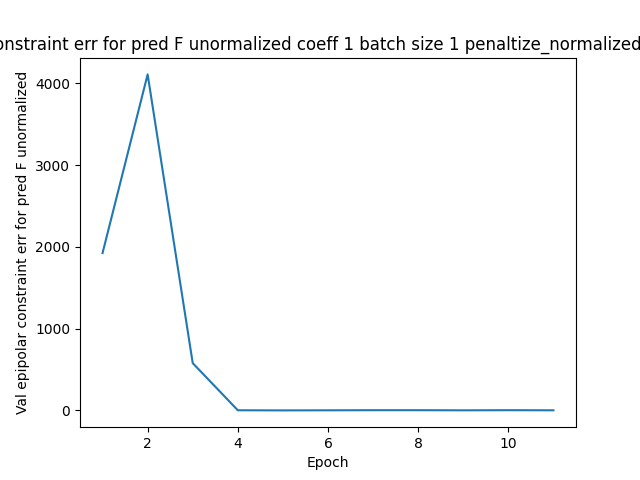 onstraint err for pred F unormalized coeff 1 batch size 1 penaltize_normalized
Val epipolar constraint err for pred F unormalized
4000
3000
2000
1000
0
2 4 6 8 10
Epoch